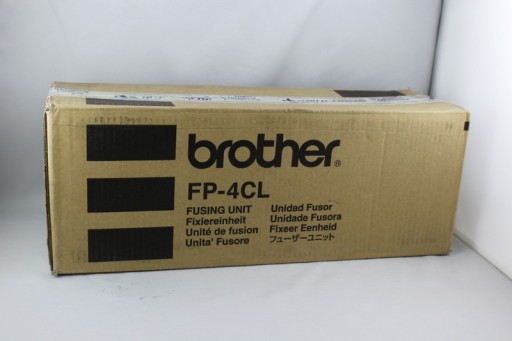 brother®
FP-4CL
FUSING UNIT
Fixiereinheit
Unité de fusion
Unita' Fusore
Unidad Fusor
Unidade Fusora
Fixeer Eenheid
フューザーユニット